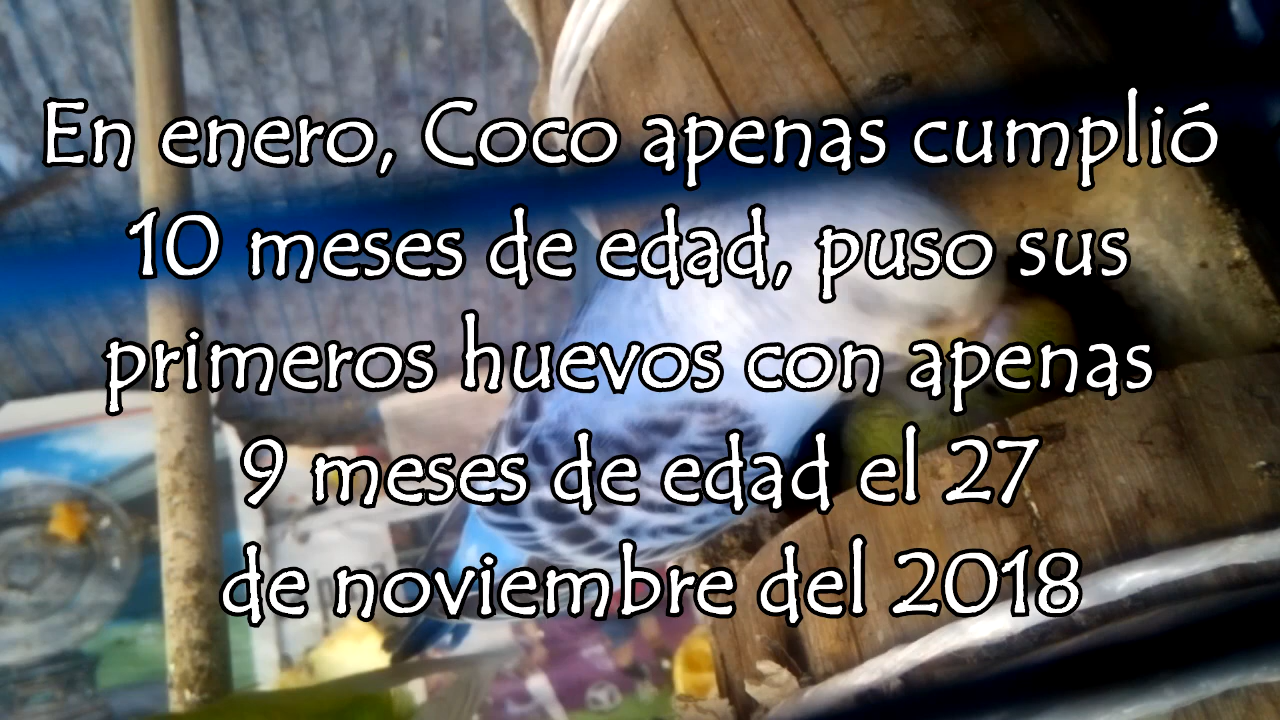 En enero, Coco apenas cumplió
10 meses de edad, puso sus
primeros huevos con apenas
9 meses de edad el 27
de noviembre del 2018